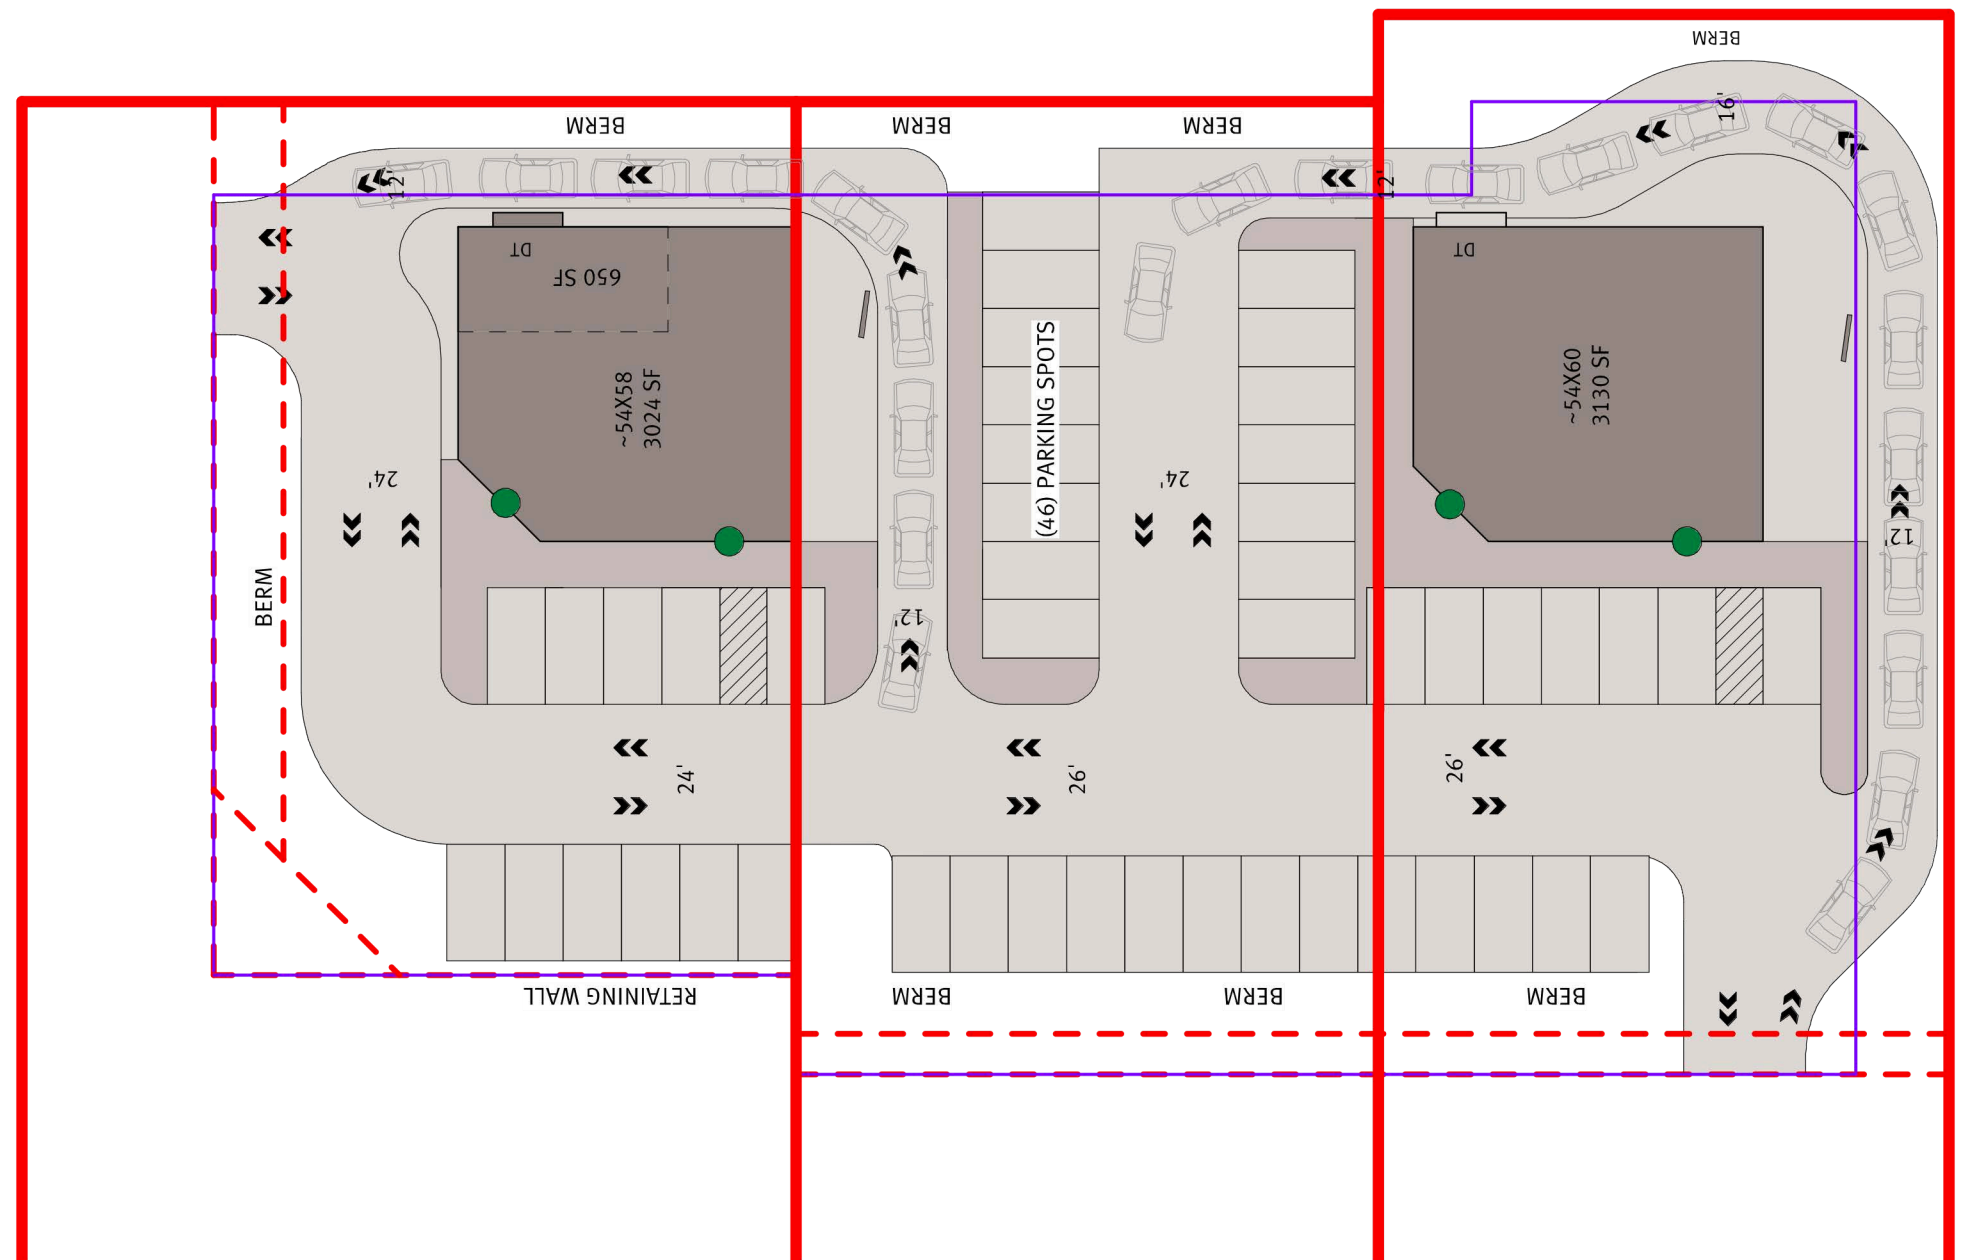 BERM
BERM
BERM
BERM
16'
12'
12'
DT
650 SF
DT
~54X58
3024 SF
(46) PARKING SPOTS
~54X60
3130 SF
24'
24'
12'
BERM
12'
24'
26'
26'
RETAINING WALL
BERM
BERM
BERM